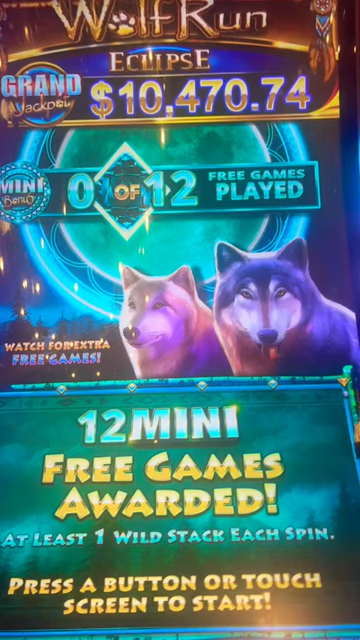 Wolf Run
ECLIPSE
GRAND
Jackpot
$10,470.74
MINI
Bonus
0 OF 12
FREE GAMES
PLAYED
WATCH FOR EXTRA
FREE GAMES!
12 MINI
FREE GAMES
AWARDED!
AT LEAST 1 WILD STACK EACH SPIN.
PRESS A BUTTON OR TOUCH
SCREEN TO START!